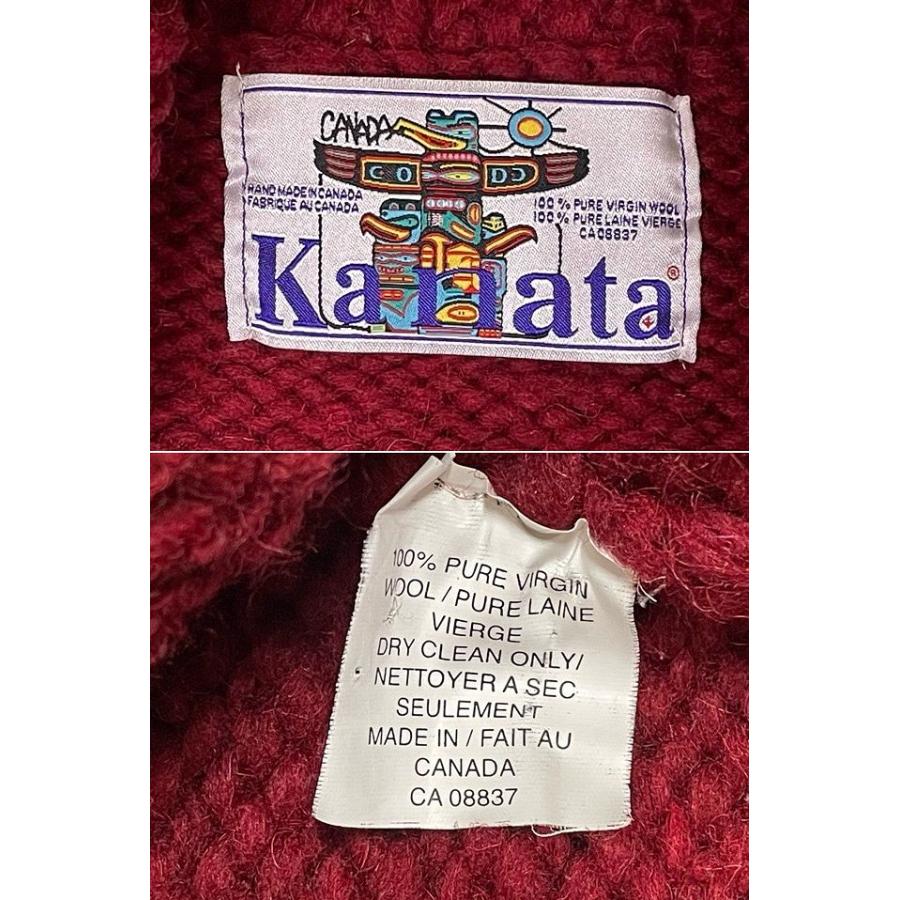 CANADA
HAND MADE IN CANADA
FABRIQUE AU CANADA
100 % PURE VIRGIN WOOL
100 % PURE LAINE VIERGE
CA 08837
Kanata ®
100% PURE VIRGIN
WOOL / PURE LAINE
VIERGE
DRY CLEAN ONLY/
NETTOYER A SEC
SEULEMENT
MADE IN / FAIT AU
CANADA
CA 08837